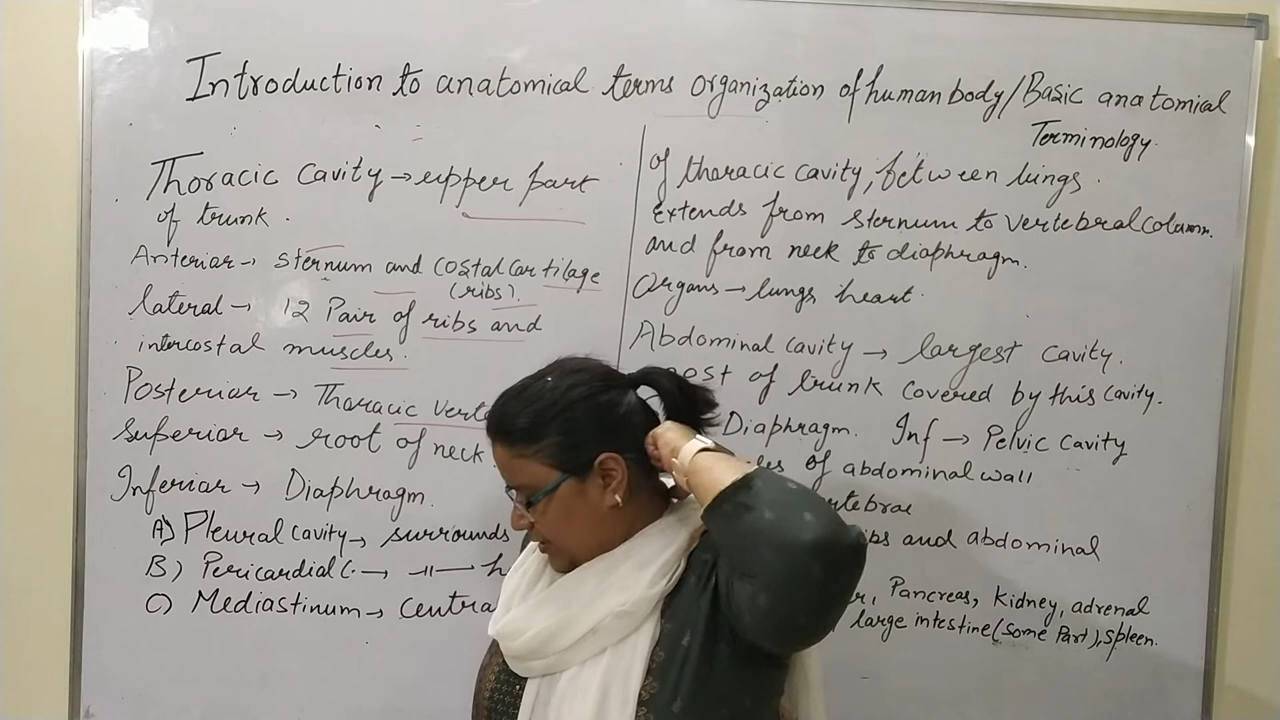 Introduction to anatomical terms organization of human body/Basic anatomical
Terminology.
Thoracic cavity → upper part
of trunk.
Anterior → sternum and costal cartilage
(ribs).
lateral → 12 Pair of ribs and
intercostal muscles.
Posterior → Thoracic verte
superior → root of neck
Inferior → Diaphragm.
A) Pleural cavity → surrounds
B) Pericardial C. → —॥— h
C) Mediastinum → centra
of thoracic cavity, between lungs.
Extends from sternum to vertebral column.
and from neck to diaphragm.
Organs → lungs heart.
Abdominal cavity → largest cavity.
most of trunk covered by this cavity.
Diaphragm. Inf → Pelvic cavity
of abdominal wall
and abdominal
Pancreas, kidney, adrenal
large intestine (some Part), spleen.